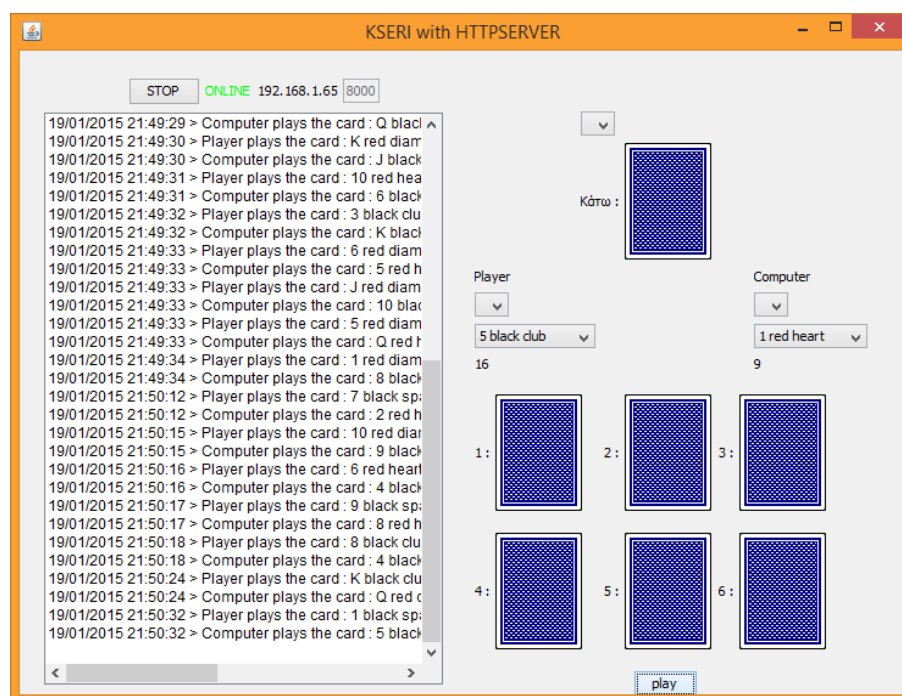 KSERI with HTTPSERVER
STOP ONLINE 192.168.1.65 8000
19/01/2015 21:49:29 > Computer plays the card : Q blac
19/01/2015 21:49:30 > Player plays the card : K red diam
19/01/2015 21:49:30 > Computer plays the card : J black
19/01/2015 21:49:31 > Player plays the card : 10 red hea
19/01/2015 21:49:31 > Computer plays the card : 6 black
19/01/2015 21:49:32 > Player plays the card : 3 black clu
19/01/2015 21:49:32 > Computer plays the card : K black
19/01/2015 21:49:33 > Player plays the card : 6 red diam
19/01/2015 21:49:33 > Computer plays the card : 5 red h
19/01/2015 21:49:33 > Player plays the card : J red diam
19/01/2015 21:49:33 > Computer plays the card : 10 blac
19/01/2015 21:49:33 > Player plays the card : 5 red diam
19/01/2015 21:49:33 > Computer plays the card : Q red h
19/01/2015 21:49:34 > Player plays the card : 1 red diam
19/01/2015 21:49:34 > Computer plays the card : 8 black
19/01/2015 21:50:12 > Player plays the card : 7 black spa
19/01/2015 21:50:12 > Computer plays the card : 2 red h
19/01/2015 21:50:15 > Player plays the card : 10 red diar
19/01/2015 21:50:15 > Computer plays the card : 9 black
19/01/2015 21:50:16 > Player plays the card : 6 red heart
19/01/2015 21:50:16 > Computer plays the card : 4 black
19/01/2015 21:50:17 > Player plays the card : 9 black spa
19/01/2015 21:50:17 > Computer plays the card : 8 red h
19/01/2015 21:50:18 > Player plays the card : 8 black clu
19/01/2015 21:50:18 > Computer plays the card : 4 black
19/01/2015 21:50:24 > Player plays the card : K black clu
19/01/2015 21:50:24 > Computer plays the card : Q red d
19/01/2015 21:50:32 > Player plays the card : 1 black spa
19/01/2015 21:50:32 > Computer plays the card : 5 black
Κάτω :
Player Computer
5 black club 1 red heart
16 9
1 : 2 : 3 :
4 : 5 : 6 :
play